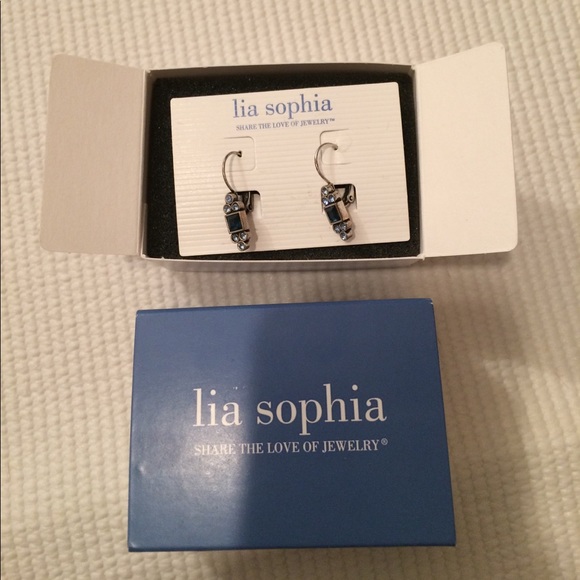 lia sophia
SHARE THE LOVE OF JEWELRY™
lia sophia
SHARE THE LOVE OF JEWELRY®